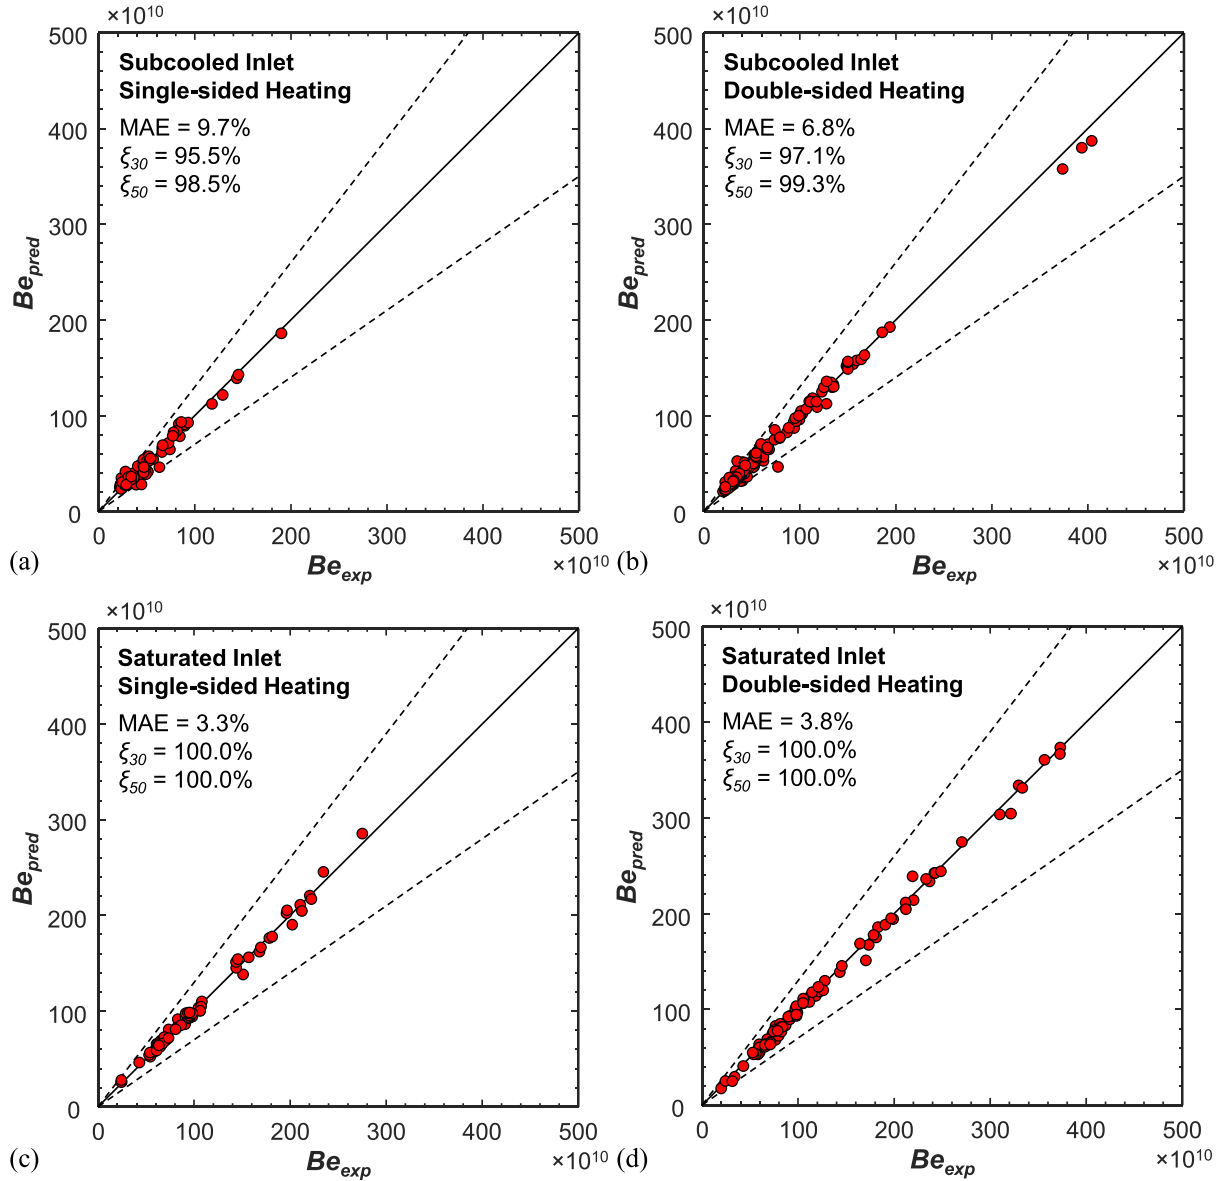 ×10¹⁰
500
400
300
200
100
0
Be_pred
Subcooled Inlet
Single-sided Heating
MAE = 9.7%
ξ₃₀ = 95.5%
ξ₅₀ = 98.5%
0 100 200 300 400 500
×10¹⁰
Be_exp
(a)
×10¹⁰
500
400
300
200
100
0
Be_pred
Subcooled Inlet
Double-sided Heating
MAE = 6.8%
ξ₃₀ = 97.1%
ξ₅₀ = 99.3%
0 100 200 300 400 500
×10¹⁰
Be_exp
(b)
×10¹⁰
500
400
300
200
100
0
Be_pred
Saturated Inlet
Single-sided Heating
MAE = 3.3%
ξ₃₀ = 100.0%
ξ₅₀ = 100.0%
0 100 200 300 400 500
×10¹⁰
Be_exp
(c)
×10¹⁰
500
400
300
200
100
0
Be_pred
Saturated Inlet
Double-sided Heating
MAE = 3.8%
ξ₃₀ = 100.0%
ξ₅₀ = 100.0%
0 100 200 300 400 500
×10¹⁰
Be_exp
(d)